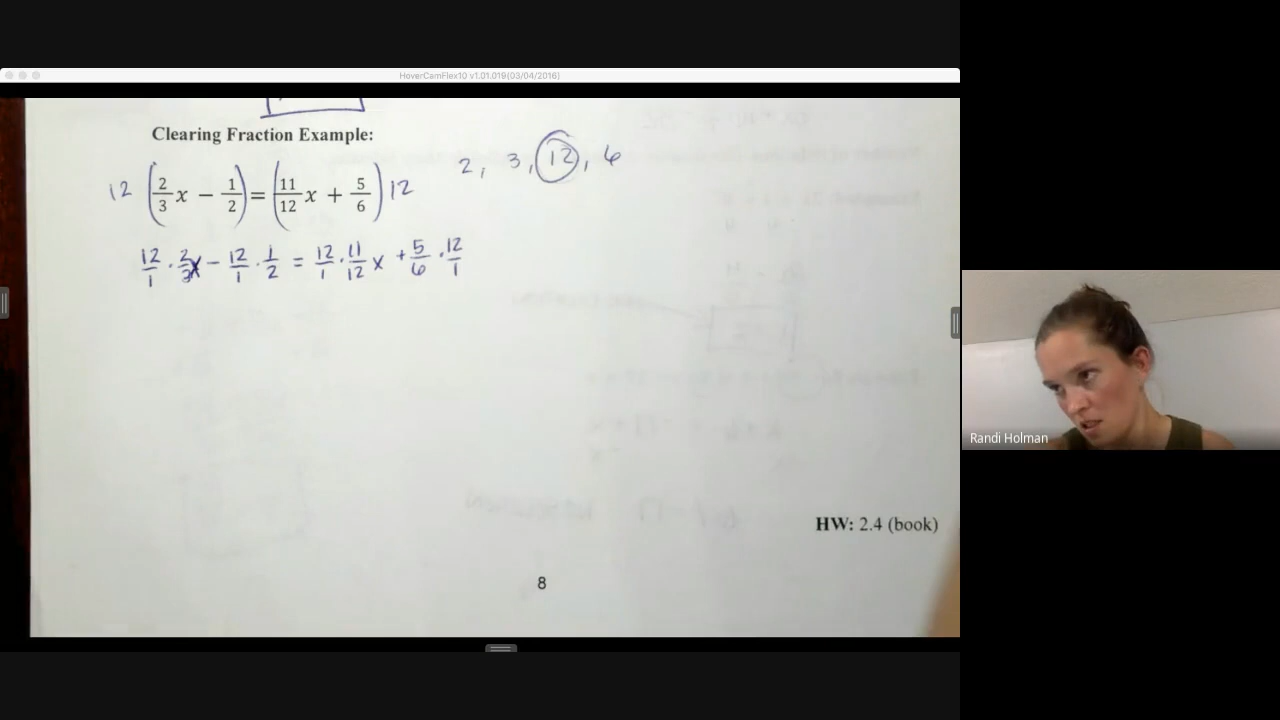 HoverCamFlex10 v1.01.019(03/04/2016)
Clearing Fraction Example:
2, 3, 12, 6
12 (2/3 x − 1/2) = (11/12 x + 5/6) 12
12/1 · 2/3 x − 12/1 · 1/2 = 12/1 · 11/12 x + 5/6 · 12/1
Randi Holman
HW: 2.4 (book)
8